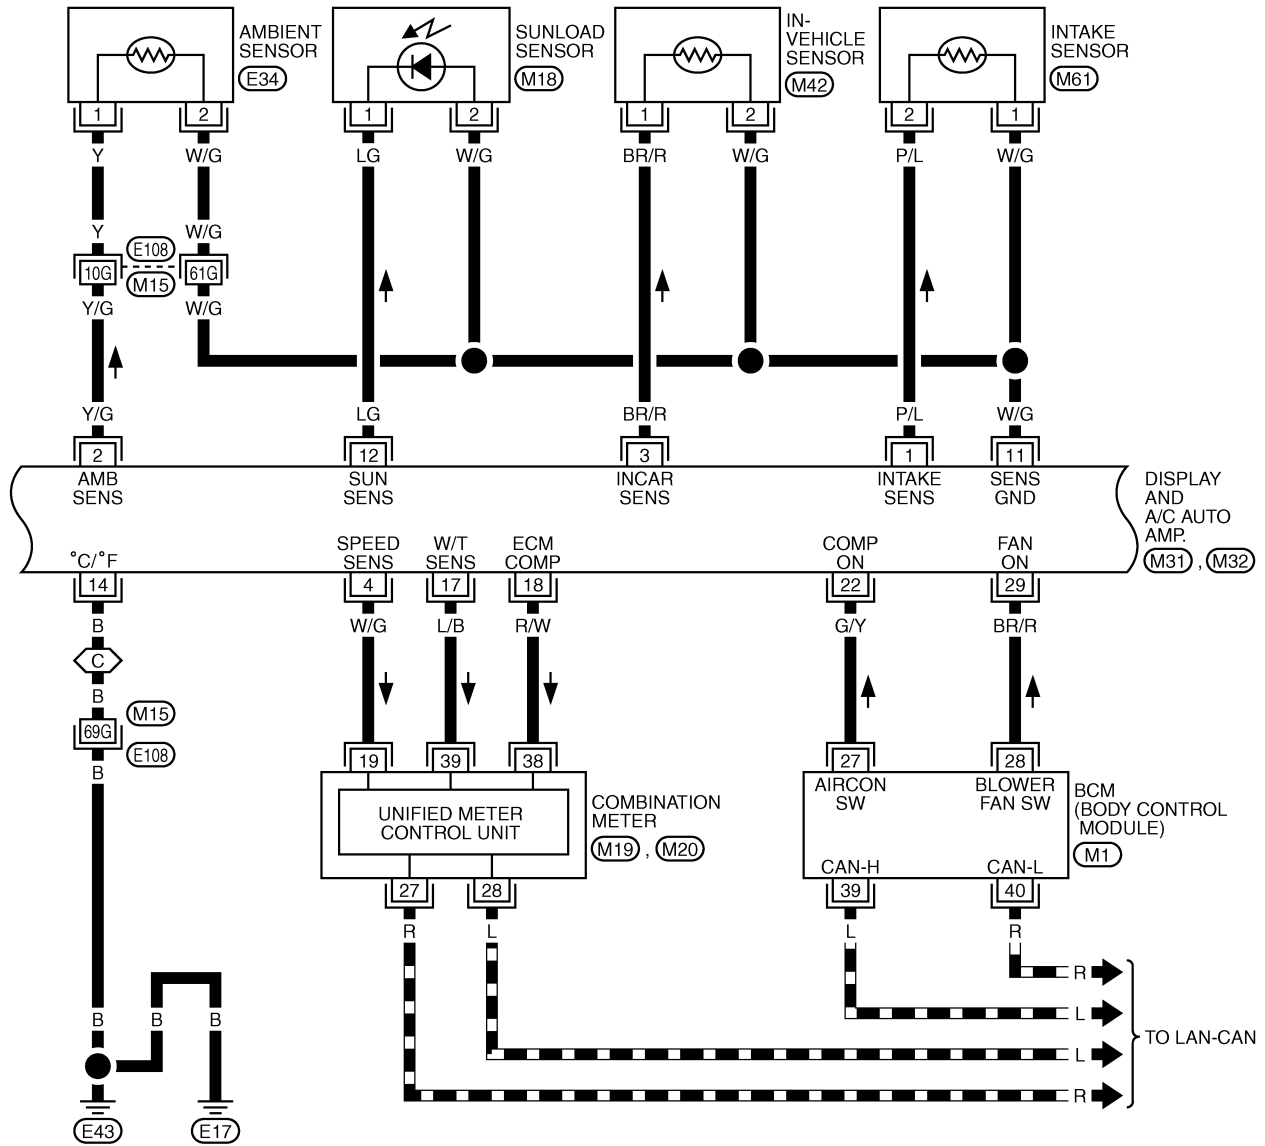 AMBIENT
SENSOR
E34
SUNLOAD
SENSOR
M18
IN-
VEHICLE
SENSOR
M42
INTAKE
SENSOR
M61
1 2 1 2 1 2 2 1
Y W/G LG W/G BR/R W/G P/L W/G
Y W/G
E108
10G 61G
M15
Y/G W/G
Y/G LG BR/R P/L W/G
2 12 3 1 11
AMB
SENS
SUN
SENS
INCAR
SENS
INTAKE
SENS
SENS
GND
DISPLAY
AND
A/C AUTO
AMP.
M31 , M32
°C/°F
SPEED
SENS
W/T
SENS
ECM
COMP
COMP
ON
FAN
ON
14 4 17 18 22 29
B W/G L/B R/W G/Y BR/R
C
B
M15
69G
E108
B
19 39 38 27 28
UNIFIED METER
CONTROL UNIT
COMBINATION
METER
M19 , M20
AIRCON
SW
BLOWER
FAN SW
BCM
(BODY CONTROL
MODULE)
M1
CAN-H CAN-L
27 28 39 40
R L L R
R
L
L
R
TO LAN-CAN
B B B
E43 E17